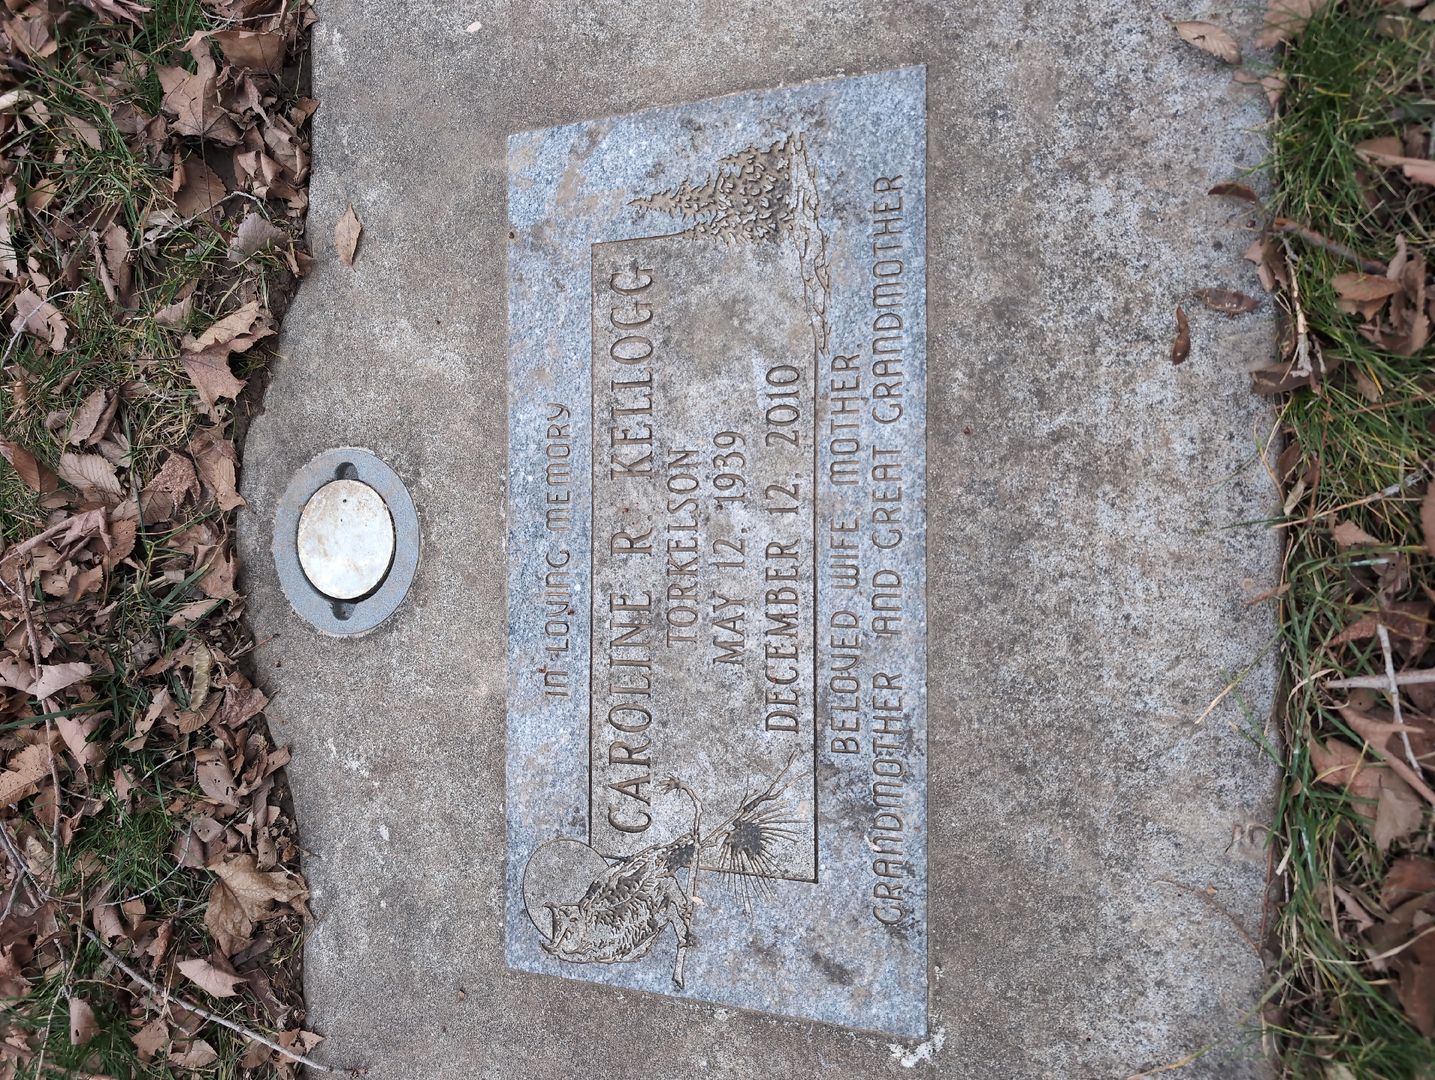 IN LOVING MEMORY
CAROLINE R. KELLOGG
TORKELSON
MAY 12, 1939
DECEMBER 12, 2010
BELOVED WIFE, MOTHER,
GRANDMOTHER AND GREAT GRANDMOTHER